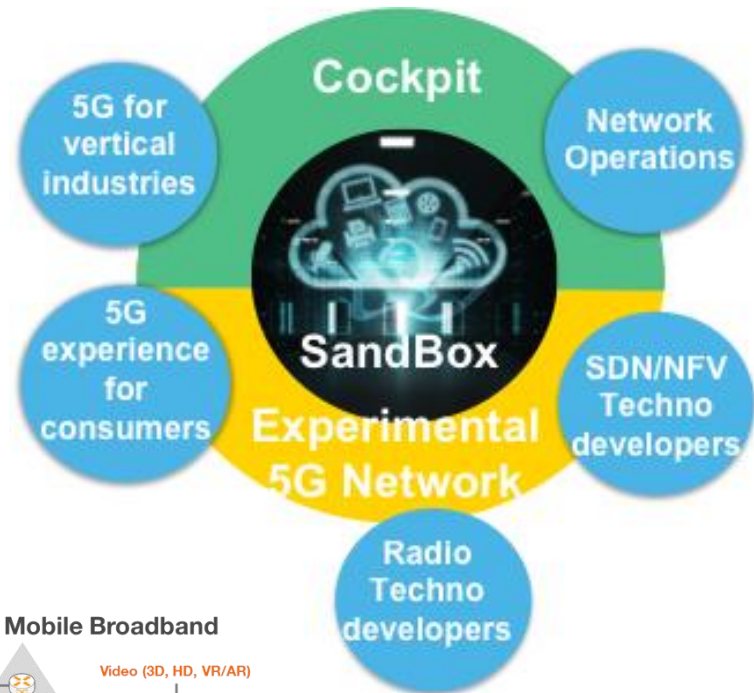 Cockpit
5G for
vertical
industries
Network
Operations
SandBox
5G
experience
for
consumers
SDN/NFV
Techno
developers
Experimental
5G Network
Radio
Techno
developers
Mobile Broadband
Video (3D, HD, VR/AR)